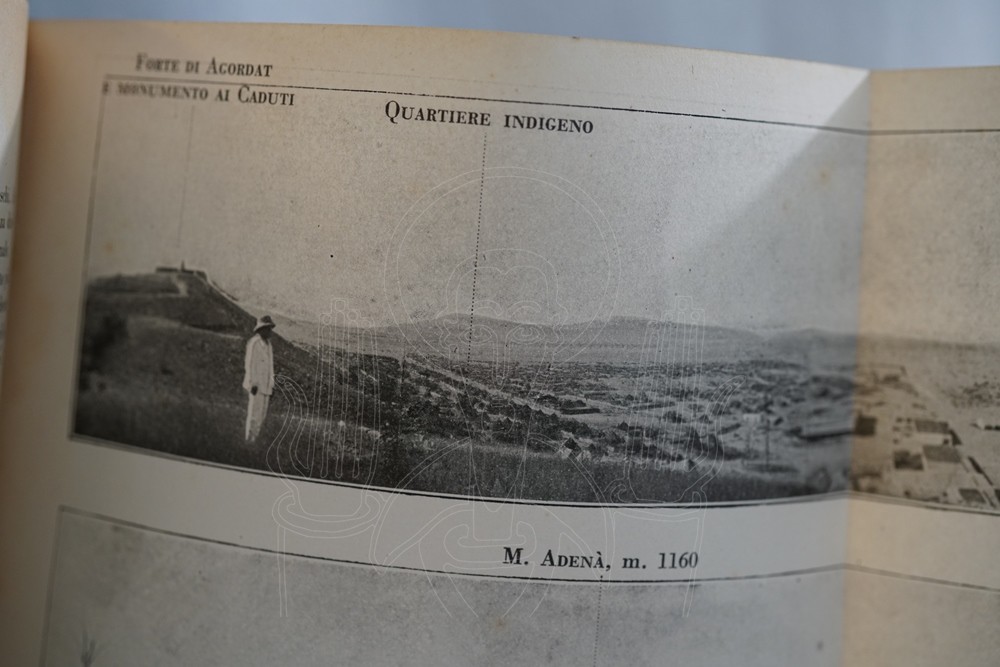 Forte di Agordat
e monumento ai Caduti
Quartiere indigeno
M. Adenà, m. 1160